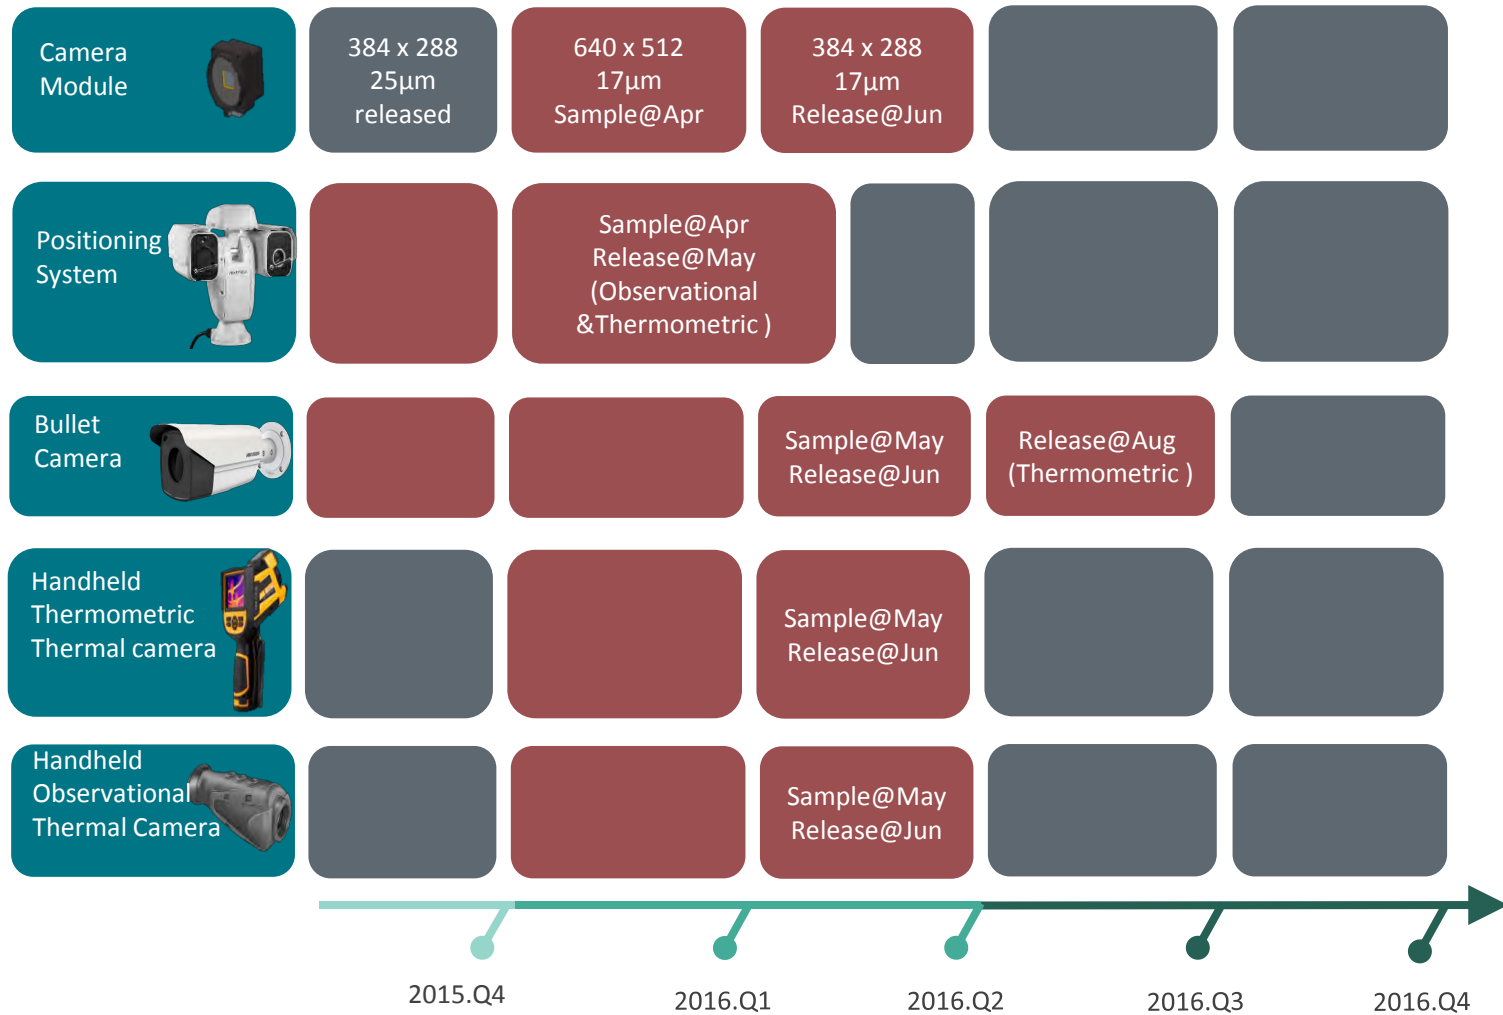 Camera
Module
384 x 288
25µm
released
640 x 512
17µm
Sample@Apr
384 x 288
17µm
Release@Jun
Positioning
System
Sample@Apr
Release@May
(Observational
&Thermometric )
Bullet
Camera
Sample@May
Release@Jun
Release@Aug
(Thermometric )
Handheld
Thermometric
Thermal camera
Sample@May
Release@Jun
Handheld
Observational
Thermal Camera
Sample@May
Release@Jun
2015.Q4
2016.Q1
2016.Q2
2016.Q3
2016.Q4